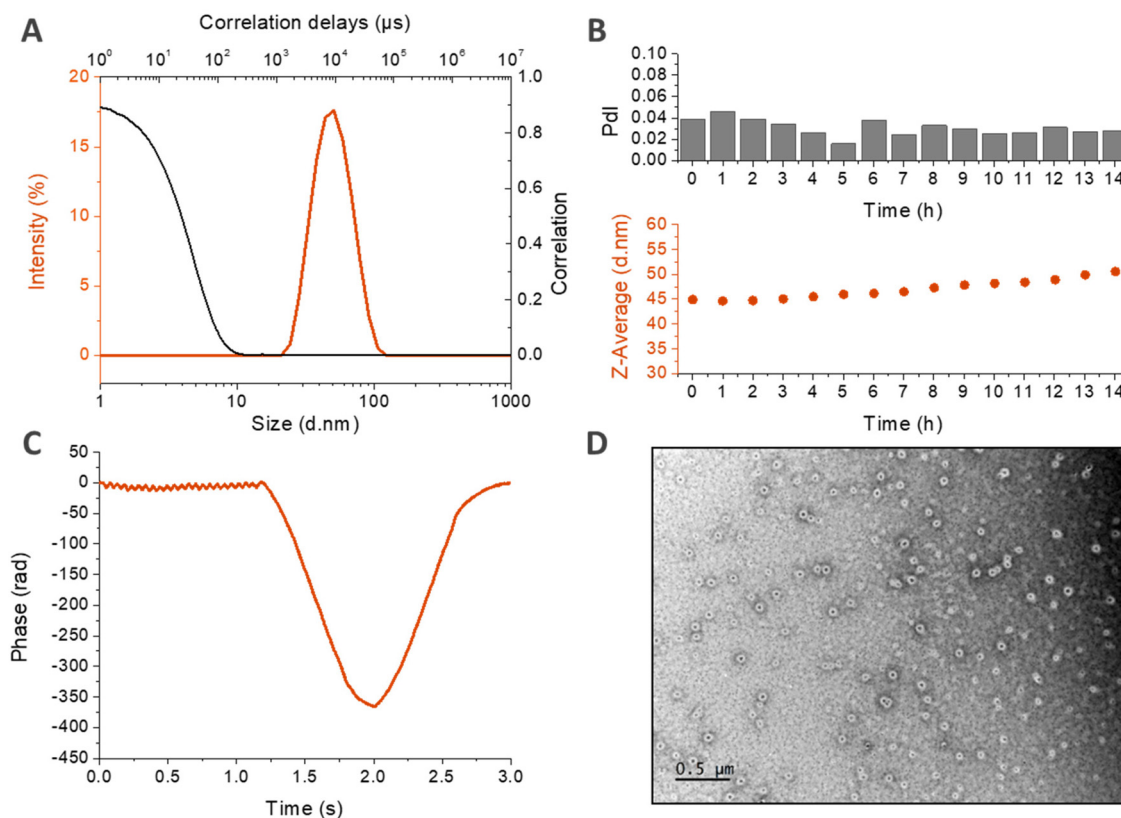 A
Correlation delays (µs)
10⁰ 10¹ 10² 10³ 10⁴ 10⁵ 10⁶ 10⁷
20
15
10
5
0
Intensity (%)
1.0
0.8
0.6
0.4
0.2
0.0
Correlation
1 10 100 1000
Size (d.nm)
B
0.10
0.08
0.06
0.04
0.02
0.00
PdI
0 1 2 3 4 5 6 7 8 9 10 11 12 13 14
Time (h)
60
55
50
45
40
35
30
Z-Average (d.nm)
0 1 2 3 4 5 6 7 8 9 10 11 12 13 14
Time (h)
C
50
0
-50
-100
-150
-200
-250
-300
-350
-400
-450
Phase (rad)
0.0 0.5 1.0 1.5 2.0 2.5 3.0
Time (s)
D
0.5 µm